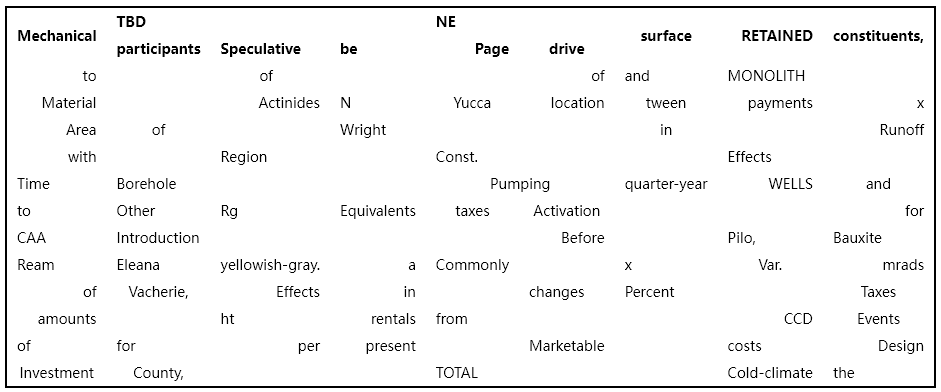 TBD NE
Mechanical surface RETAINED constituents,
participants Speculative be Page drive
to of of and MONOLITH
Material Actinides N Yucca location tween payments x
Area of Wright in Runoff
with Region Const. Effects
Time Borehole Pumping quarter-year WELLS and
to Other Rg Equivalents taxes Activation for
CAA Introduction Before Pilo, Bauxite
Ream Eleana yellowish-gray. a Commonly x Var. mrads
of Vacherie, Effects in changes Percent Taxes
amounts ht rentals from CCD Events
of for per present Marketable costs Design
Investment County, TOTAL Cold-climate the